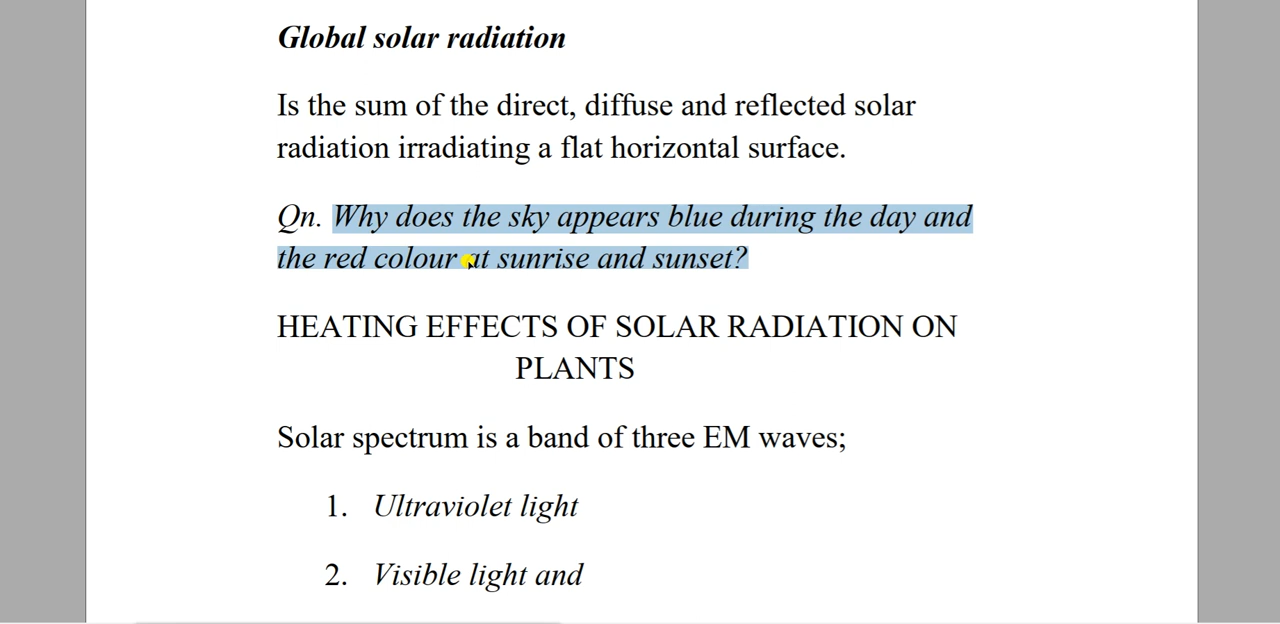 Global solar radiation
Is the sum of the direct, diffuse and reflected solar
radiation irradiating a flat horizontal surface.
Qn. Why does the sky appears blue during the day and
the red colour at sunrise and sunset?
HEATING EFFECTS OF SOLAR RADIATION ON
PLANTS
Solar spectrum is a band of three EM waves;
1. Ultraviolet light
2. Visible light and